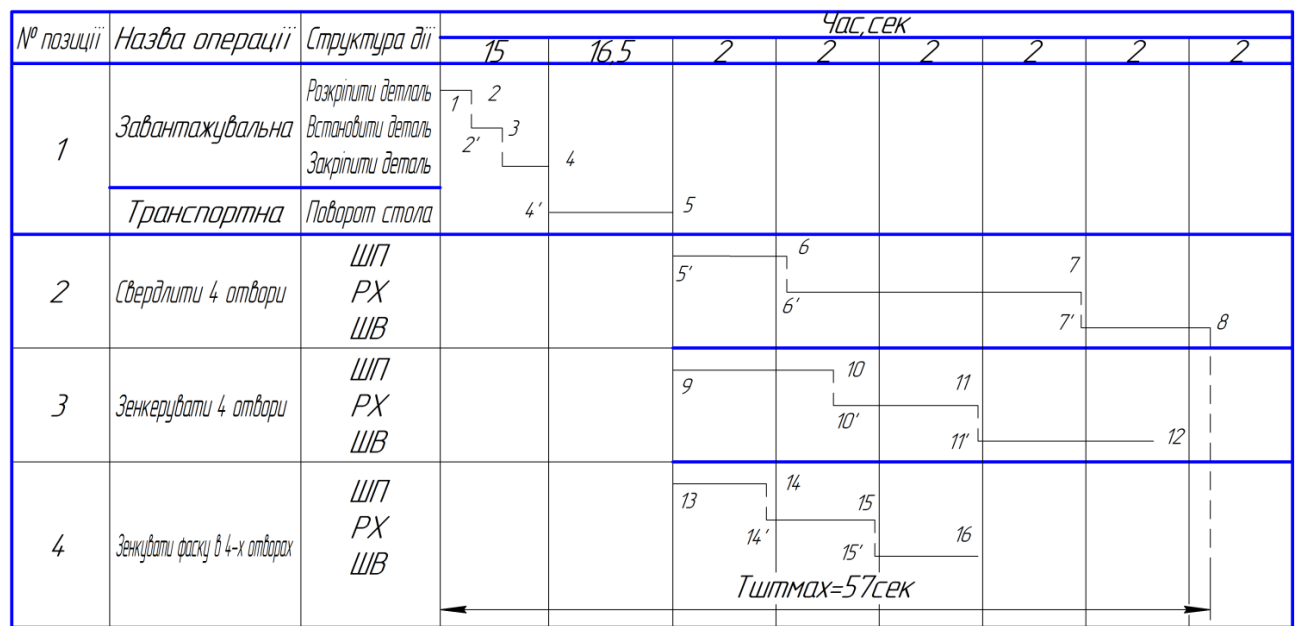 № позиції Назва операції Структура дії Час,сек
15 16,5 2 2 2 2 2 2
1 Завантажувальна
Розкріпити детлаль
Встановити деталь
Закріпити деталь
1 2
2' 3
4
Транспортна Поворот стола 4' 5
2 Свердлити 4 отвори
ШП 5' 6
РХ 6' 7
ШВ 7' 8
3 Зенкерувати 4 отвори
ШП 9 10
РХ 10' 11
ШВ 11' 12
4 Зенкувати фаску в 4-х отворах
ШП 13 14
РХ 14' 15
ШВ 15' 16
Тштмах=57сек